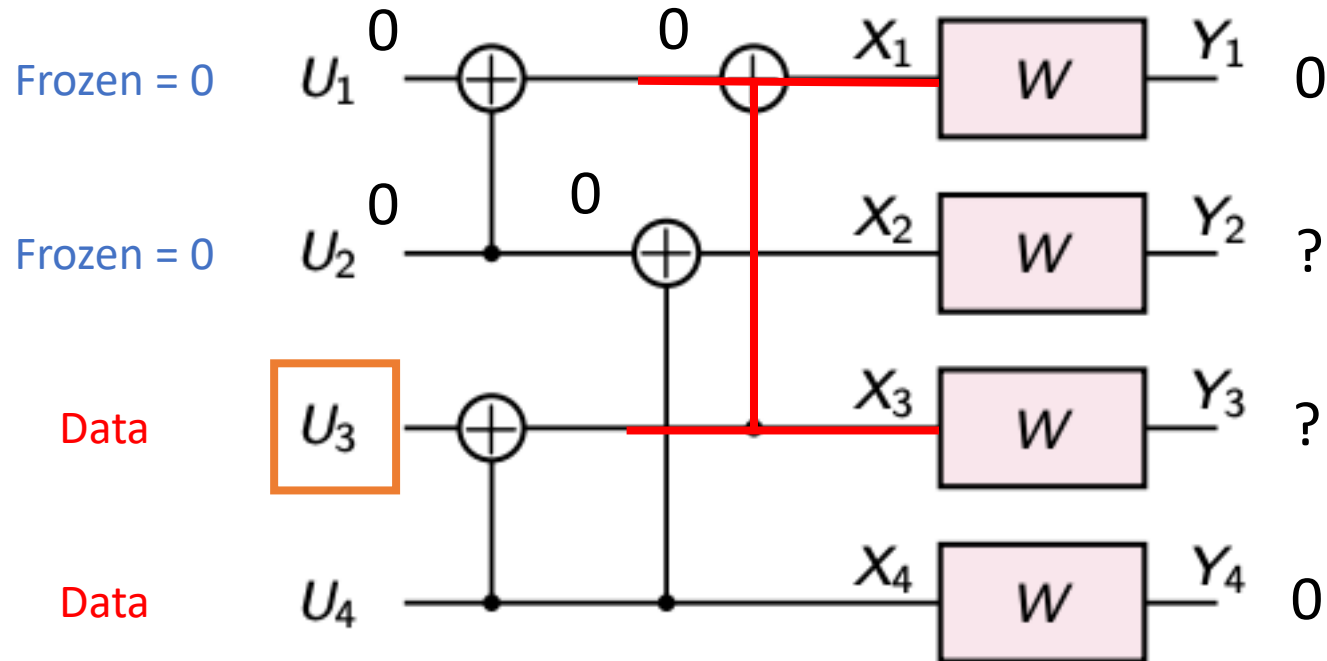 0 0
Frozen = 0 U1 X1 W Y1 0
0 0
Frozen = 0 U2 X2 W Y2 ?
Data U3 X3 W Y3 ?
Data U4 X4 W Y4 0